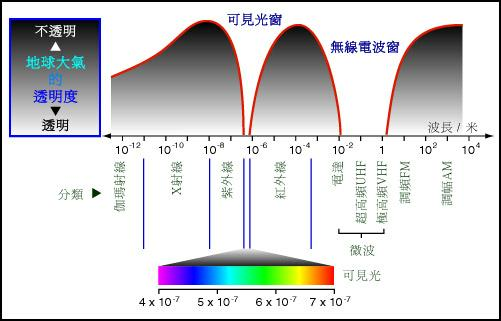 不透明
地球大氣
的
透明度
透明
可見光窗
無線電波窗
波長 / 米
10-12 10-10 10-8 10-6 10-4 10-2 1 102 104
分類
伽瑪射線
X射線
紫外線
紅外線
電達
超高頻UHF
極高頻VHF
調頻FM
調幅AM
微波
可見光
4 x 10-7 5 x 10-7 6 x 10-7 7 x 10-7